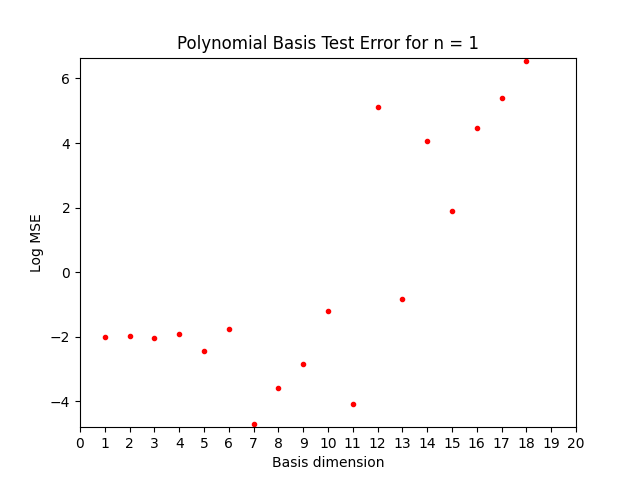 Polynomial Basis Test Error for n = 1
6
4
2
0
−2
−4
Log MSE
0 1 2 3 4 5 6 7 8 9 10 11 12 13 14 15 16 17 18 19 20
Basis dimension